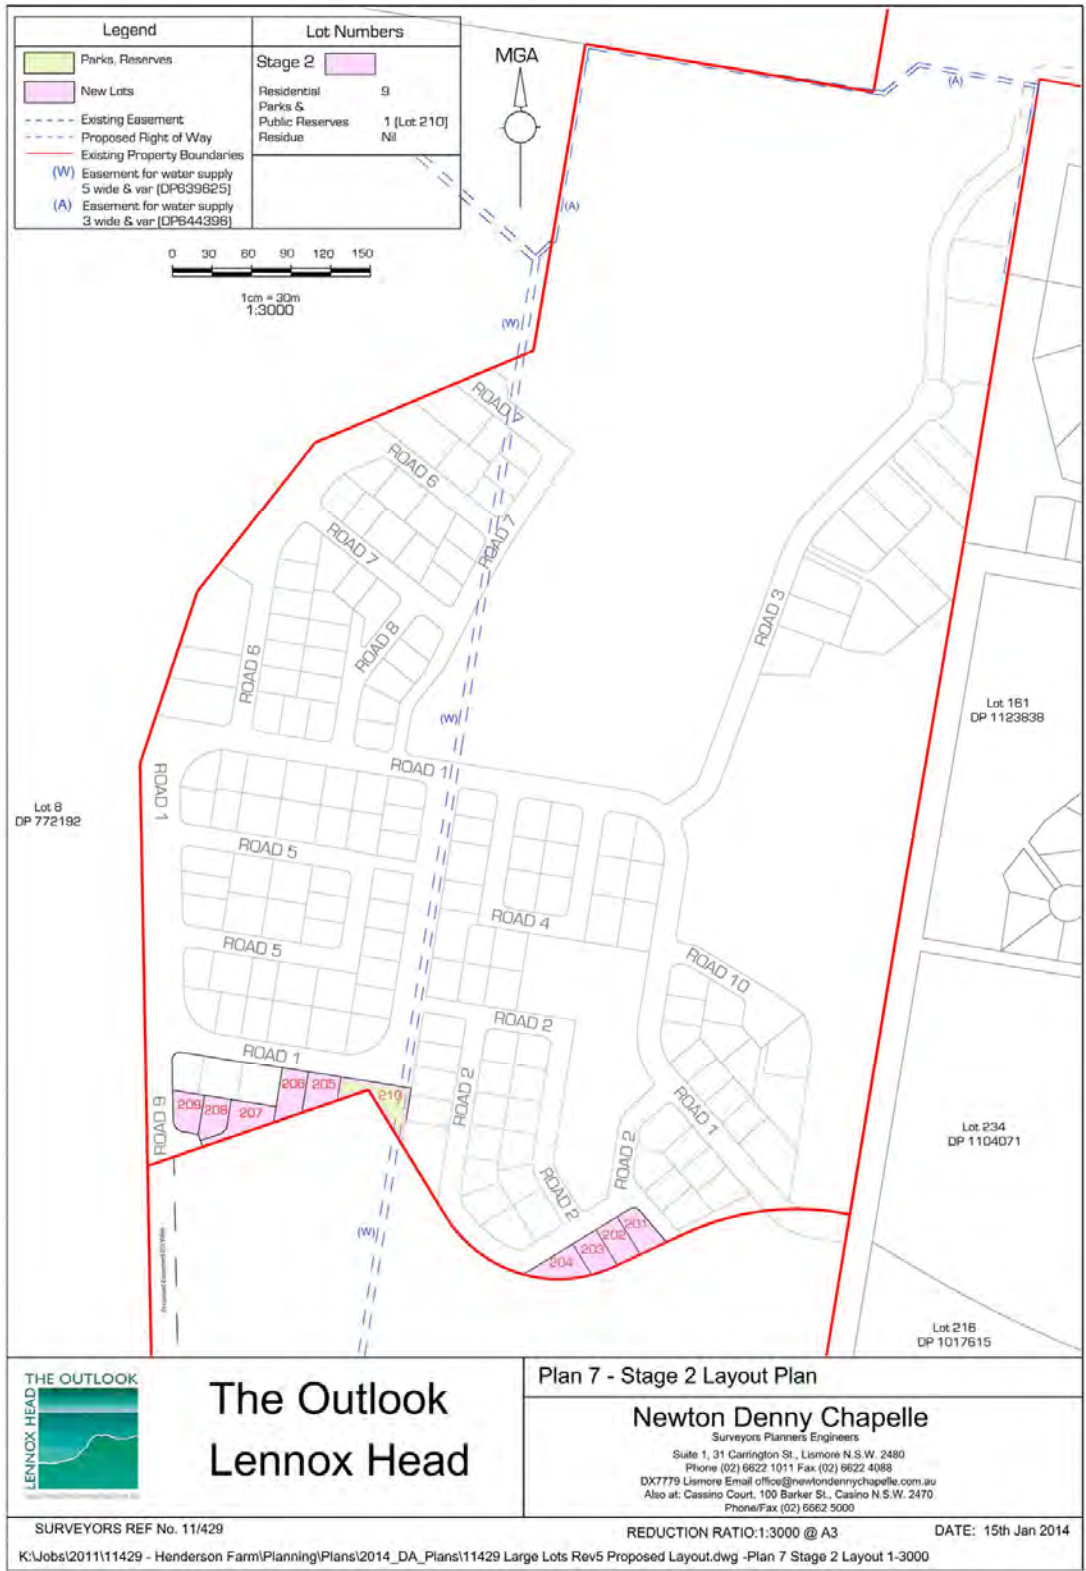 Legend
Parks, Reserves
New Lots
Existing Easement
Proposed Right of Way
Existing Property Boundaries
(W) Easement for water supply
5 wide & var (DP639625)
(A) Easement for water supply
3 wide & var (DP644396)
Lot Numbers
Stage 2
Residential 9
Parks &
Public Reserves 1 (Lot 210)
Residue Nil
MGA
0 30 60 90 120 150
1cm = 30m
1:3000
(A)
(A)
(W)
ROAD 7
ROAD 6
ROAD 7
ROAD 7
ROAD 8
ROAD 6
ROAD 3
(W)
Lot 161
DP 1123838
ROAD 1
ROAD 1
Lot 8
DP 772192
ROAD 5
ROAD 4
ROAD 5
ROAD 10
ROAD 2
ROAD 1
ROAD 2
206
205
210
209
208
207
ROAD 9
ROAD 1
Lot 234
DP 1104071
ROAD 2
ROAD 2
201
202
203
204
(W)
Lot 216
DP 1017615
THE OUTLOOK
LENNOX HEAD
The Outlook
Lennox Head
Plan 7 - Stage 2 Layout Plan
Newton Denny Chapelle
Surveyors Planners Engineers
Suite 1, 31 Carrington St., Lismore N.S.W. 2480
Phone (02) 6622 1011 Fax (02) 6622 4088
DX7779 Lismore Email office@newtondennychapelle.com.au
Also at: Cassino Court, 100 Barker St., Casino N.S.W. 2470
Phone/Fax (02) 6662 5000
SURVEYORS REF No. 11/429
REDUCTION RATIO:1:3000 @ A3
DATE: 15th Jan 2014
K:\Jobs\2011\11429 - Henderson Farm\Planning\Plans\2014_DA_Plans\11429 Large Lots Rev5 Proposed Layout.dwg -Plan 7 Stage 2 Layout 1-3000